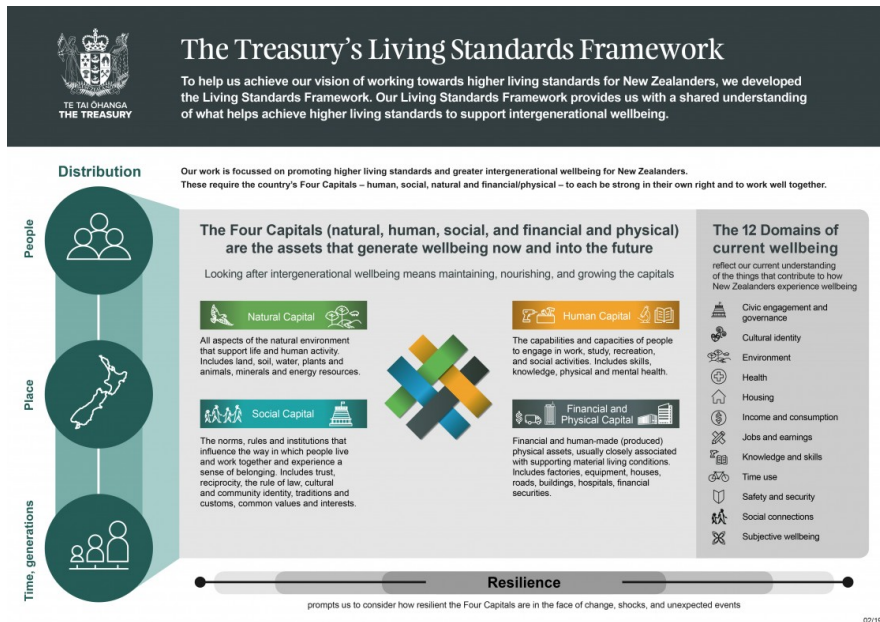 The Treasury's Living Standards Framework
To help us achieve our vision of working towards higher living standards for New Zealanders, we developed
the Living Standards Framework. Our Living Standards Framework provides us with a shared understanding
of what helps achieve higher living standards to support intergenerational wellbeing.
TE TAI ŌHANGA
THE TREASURY
Distribution
People
Place
Time, generations
Our work is focussed on promoting higher living standards and greater intergenerational wellbeing for New Zealanders.
These require the country's Four Capitals – human, social, natural and financial/physical – to each be strong in their own right and to work well together.
The Four Capitals (natural, human, social, and financial and physical)
are the assets that generate wellbeing now and into the future
Looking after intergenerational wellbeing means maintaining, nourishing, and growing the capitals
Natural Capital
All aspects of the natural environment
that support life and human activity.
Includes land, soil, water, plants and
animals, minerals and energy resources.
Human Capital
The capabilities and capacities of people
to engage in work, study, recreation,
and social activities. Includes skills,
knowledge, physical and mental health.
Social Capital
The norms, rules and institutions that
influence the way in which people live
and work together and experience a
sense of belonging. Includes trust,
reciprocity, the rule of law, cultural
and community identity, traditions and
customs, common values and interests.
Financial and
Physical Capital
Financial and human-made (produced)
physical assets, usually closely associated
with supporting material living conditions.
Includes factories, equipment, houses,
roads, buildings, hospitals, financial
securities.
The 12 Domains of
current wellbeing
reflect our current understanding
of the things that contribute to how
New Zealanders experience wellbeing
Civic engagement and
governance
Cultural identity
Environment
Health
Housing
Income and consumption
Jobs and earnings
Knowledge and skills
Time use
Safety and security
Social connections
Subjective wellbeing
Resilience
prompts us to consider how resilient the Four Capitals are in the face of change, shocks, and unexpected events
02/19